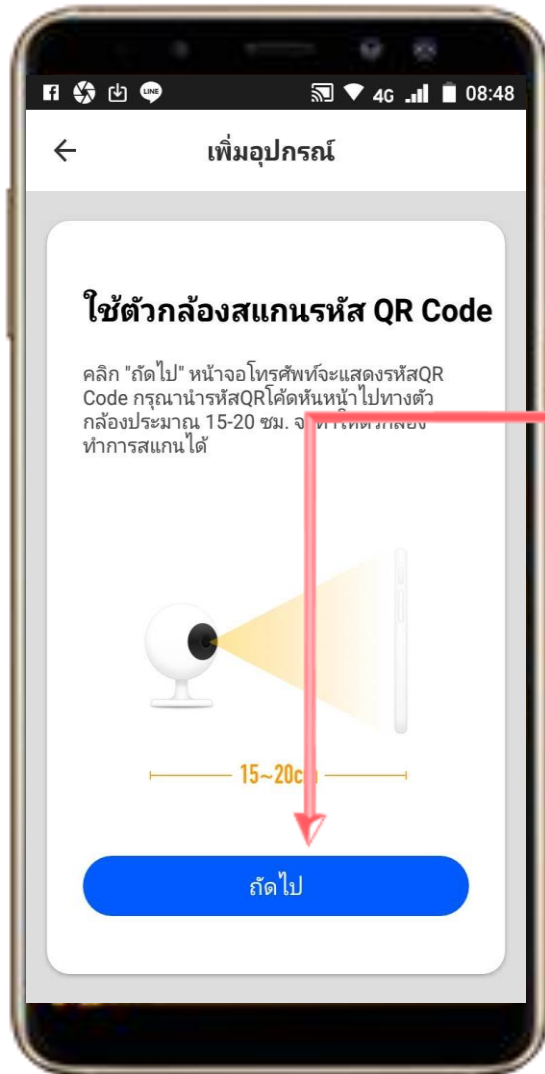 LINE 4G 08:48
เพิ่มอุปกรณ์
ใช้ตัวกล้องสแกนรหัส QR Code
คลิก "ถัดไป" หน้าจอโทรศัพท์จะแสดงรหัสQR
Code กรุณานำรหัสQRโค้ดหันหน้าไปทางตัว
กล้องประมาณ 15-20 ซม.
ทำการสแกนได้
15~20cm
ถัดไป